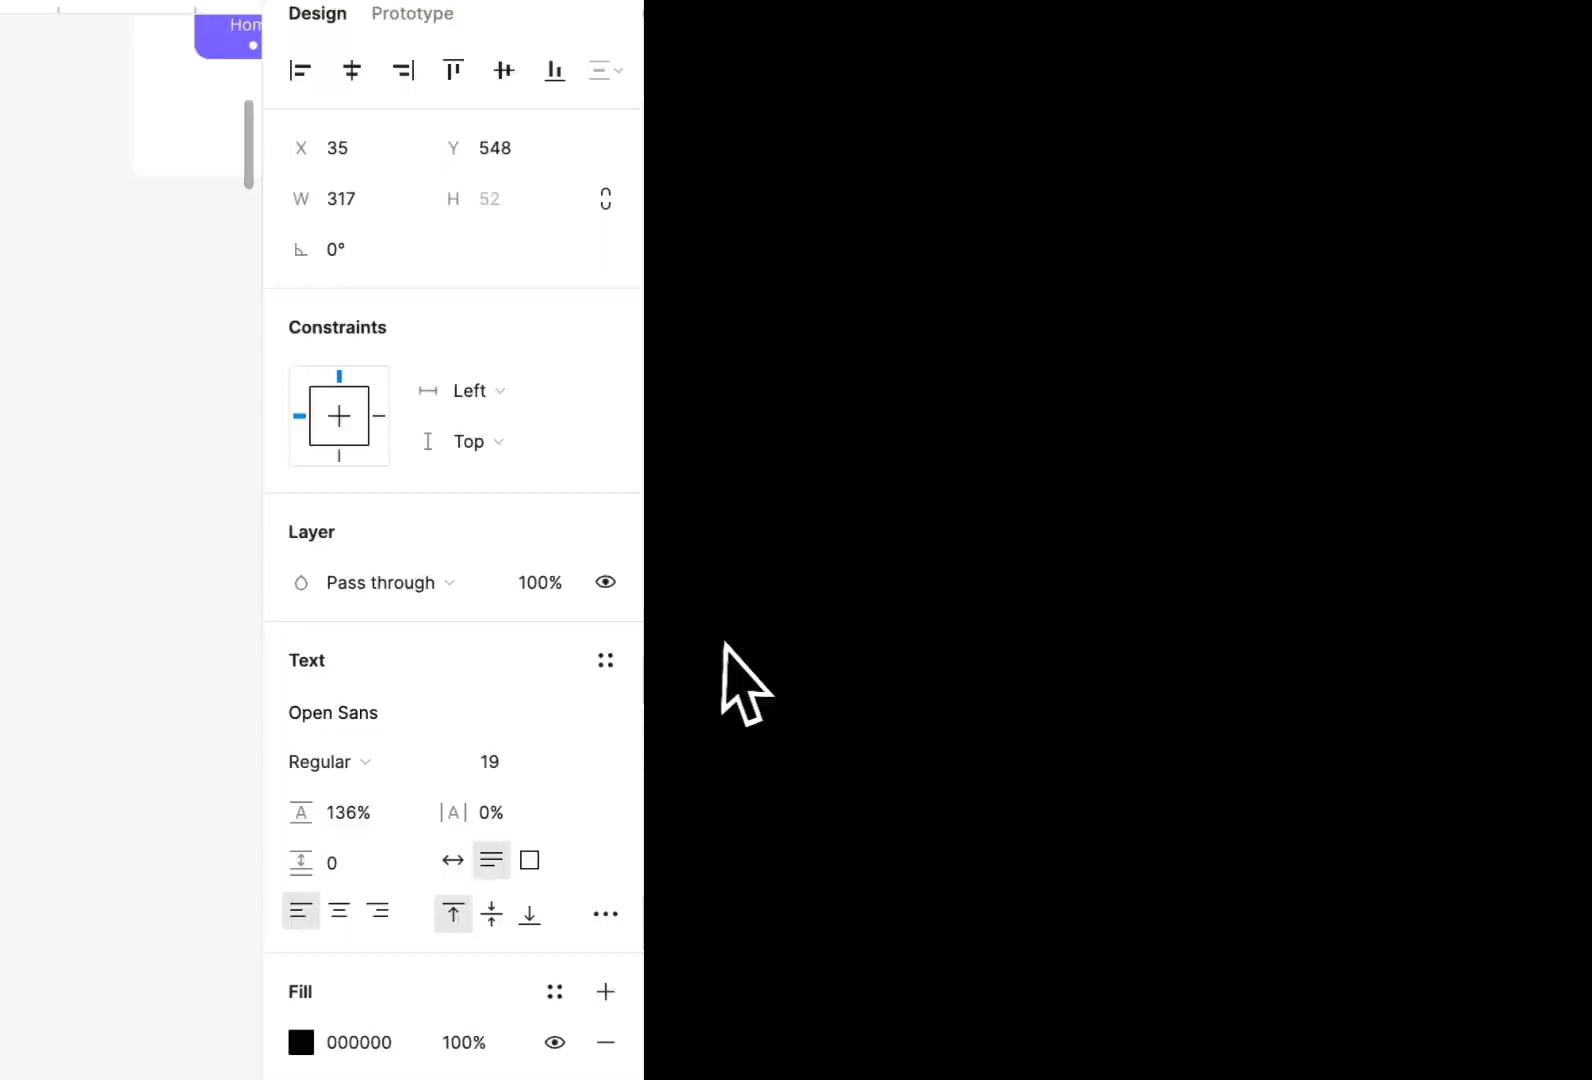 Design Prototype
X 35 Y 548
W 317 H 52
0°
Constraints
Left
Top
Layer
Pass through 100%
Text
Open Sans
Regular 19
A 136% |A| 0%
0
Fill
000000 100%